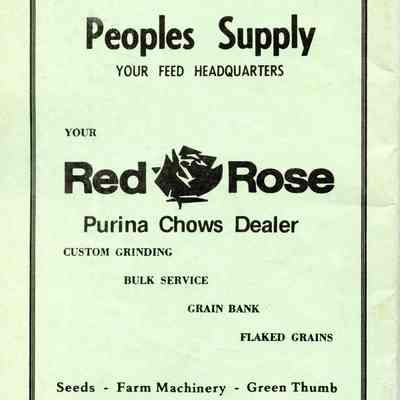 Peoples Supply
YOUR FEED HEADQUARTERS
YOUR
Red Rose
Purina Chows Dealer
CUSTOM GRINDING
BULK SERVICE
GRAIN BANK
FLAKED GRAINS
Seeds - Farm Machinery - Green Thumb